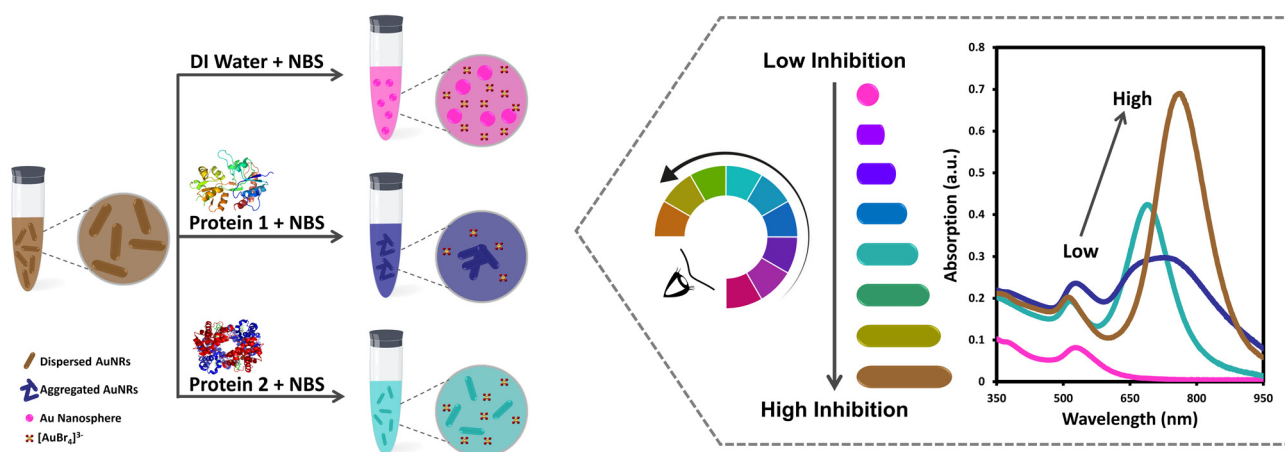 DI Water + NBS
Protein 1 + NBS
Protein 2 + NBS
Dispersed AuNRs
Aggregated AuNRs
Au Nanosphere
[AuBr₄]³⁻
Low Inhibition
High Inhibition
Absorption (a.u.)
0.8
0.7
0.6
0.5
0.4
0.3
0.2
0.1
0
High
Low
350 500 650 800 950
Wavelength (nm)